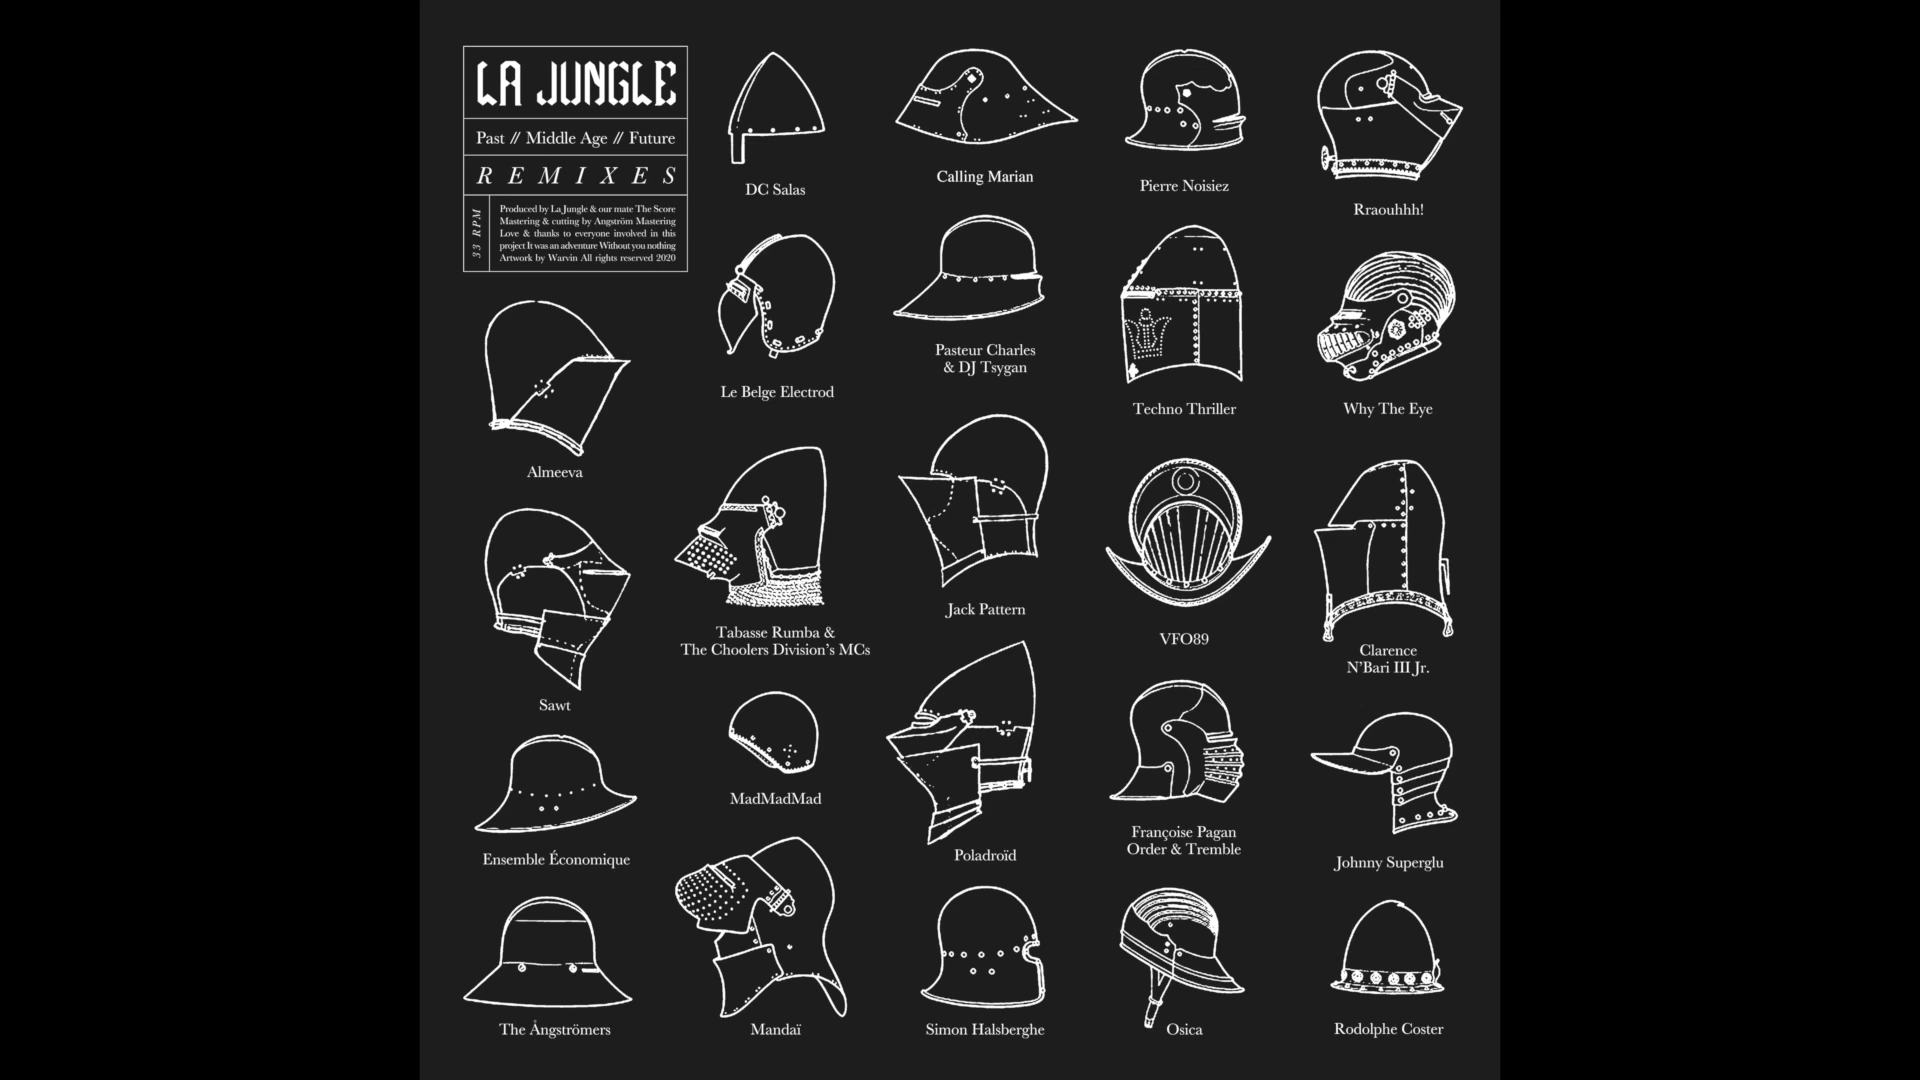 LA JUNGLE
Past // Middle Age // Future
REMIXES
33 RPM
Produced by La Jungle & our mate The Score
Mastering & cutting by Angström Mastering
Love & thanks to everyone involved in this
project It was an adventure Without you nothing
Artwork by Warvin All rights reserved 2020
DC Salas
Calling Marian
Pierre Noisiez
Rraouhhh!
Le Belge Electrod
Pasteur Charles
& DJ Tsygan
Techno Thriller
Why The Eye
Almeeva
Tabasse Rumba &
The Choolers Division's MCs
Jack Pattern
VFO89
Clarence
N'Bari III Jr.
Sawt
MadMadMad
Poladroïd
Françoise Pagan
Order & Tremble
Johnny Superglu
Ensemble Économique
The Ångströmers
Mandaï
Simon Halsberghe
Osica
Rodolphe Coster